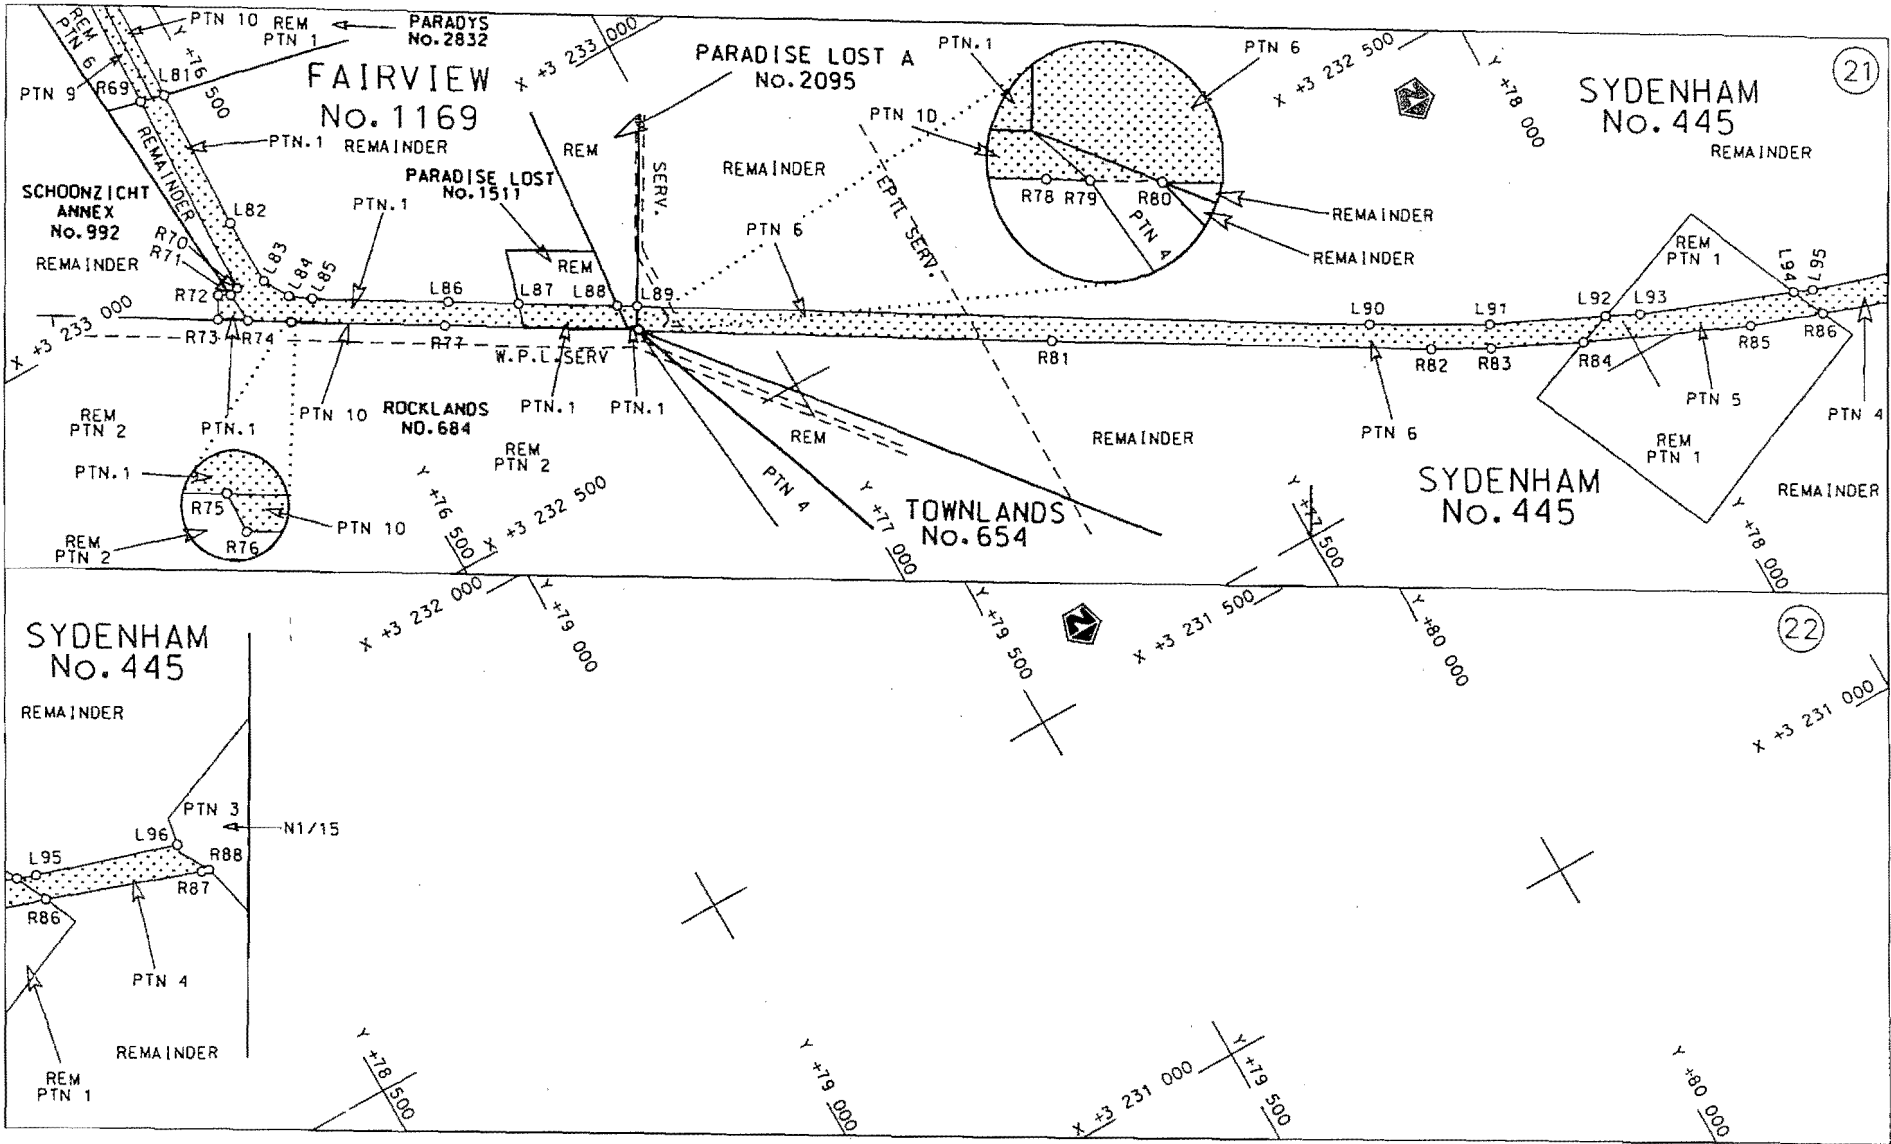 PTN 10
REM
PTN 1
PARADYS
No.2832
REM
PTN 6
Y +76 500
X +3 233 000
PARADISE LOST A
No.2095
PTN.1
PTN 6
X +3 232 500
Y +78 000
SYDENHAM
No.445
REMAINDER
21
PTN 9
R69
L81
FAIRVIEW
No.1169
PTN.1
REMAINDER
REMAINDER
REM
SERV.
REMAINDER
PTN 1D
EPTL SERV.
R78
R79
R80
PTN 4
REMAINDER
REMAINDER
SCHOONZICHT
ANNEX
No.992
REMAINDER
PARADISE LOST
No.1511
REM
PTN.1
PTN 6
L82
R70
R71
L83
L84
L85
L86
L87
L88
L89
L90
L91
L92
L93
L94
L95
REM
PTN 1
R72
R73
R74
R77
W.P.L.SERV
R81
R82
R83
R84
R85
R86
X +3 233 000
REM
PTN 2
PTN.1
PTN 10
ROCKLANDS
NO.684
PTN.1
PTN.1
REM
PTN 2
REM
PTN 4
REMAINDER
PTN 6
PTN 5
PTN 4
REM
PTN 1
REMAINDER
SYDENHAM
No.445
PTN.1
R75
R76
PTN 10
REM
PTN 2
Y +76 500
X +3 232 500
Y +77 000
TOWNLANDS
No.654
Y +77 500
Y +78 000
SYDENHAM
No.445
REMAINDER
X +3 232 000
Y +79 000
Y +79 500
X +3 231 500
Y +80 000
22
X +3 231 000
PTN 3
N1/15
L96
L95
R88
R87
R86
PTN 4
REMAINDER
REM
PTN 1
Y +78 500
Y +79 000
X +3 231 000
Y +79 500
Y +80 000